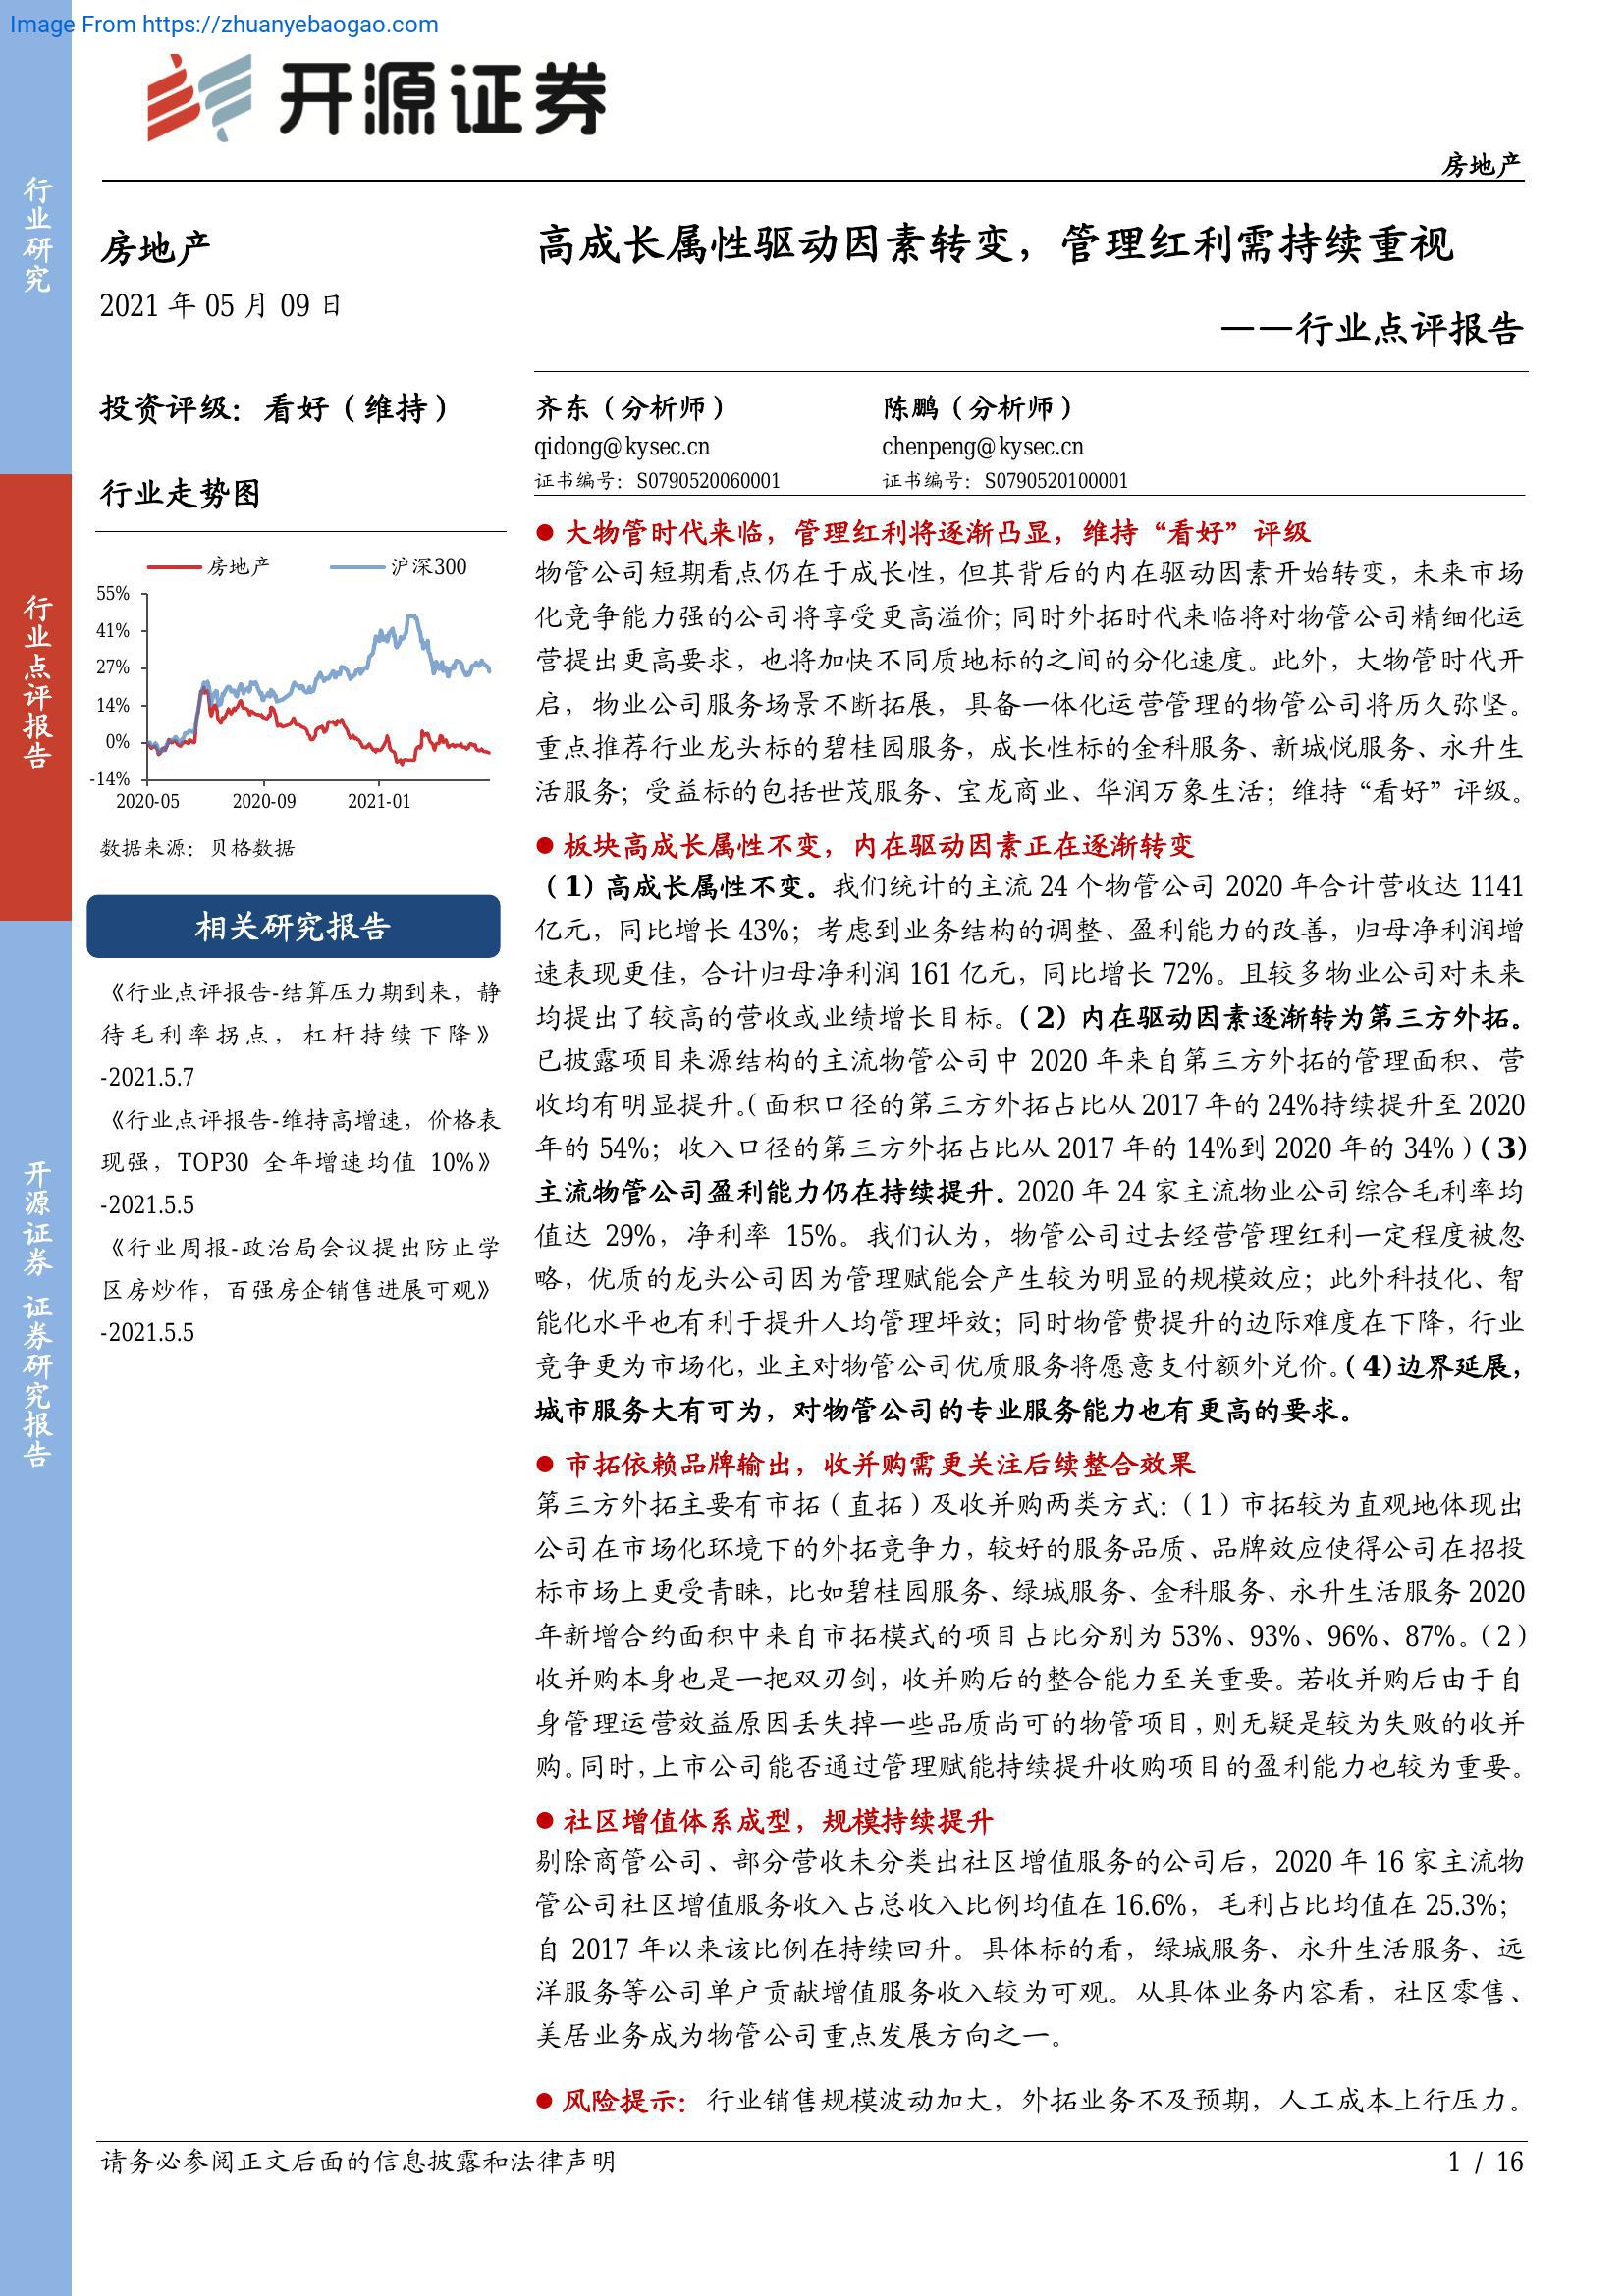 Image From https://zhuanyebaogao.com
开源证券
房地产
行业研究
行业点评报告
开源证券 证券研究报告
房地产
2021 年 05 月 09 日
投资评级：看好（维持）
行业走势图
房地产 沪深300
55%
41%
27%
14%
0%
-14%
2020-05 2020-09 2021-01
数据来源：贝格数据
相关研究报告
《行业点评报告-结算压力期到来，静
待毛利率拐点，杠杆持续下降》
-2021.5.7
《行业点评报告-维持高增速，价格表
现强，TOP30 全年增速均值 10%》
-2021.5.5
《行业周报-政治局会议提出防止学
区房炒作，百强房企销售进展可观》
-2021.5.5
高成长属性驱动因素转变，管理红利需持续重视
——行业点评报告
齐东（分析师） 陈鹏（分析师）
qidong@kysec.cn chenpeng@kysec.cn
证书编号：S0790520060001 证书编号：S0790520100001
● 大物管时代来临，管理红利将逐渐凸显，维持“看好”评级
物管公司短期看点仍在于成长性，但其背后的内在驱动因素开始转变，未来市场
化竞争能力强的公司将享受更高溢价；同时外拓时代来临将对物管公司精细化运
营提出更高要求，也将加快不同质地标的之间的分化速度。此外，大物管时代开
启，物业公司服务场景不断拓展，具备一体化运营管理的物管公司将历久弥坚。
重点推荐行业龙头标的碧桂园服务，成长性标的金科服务、新城悦服务、永升生
活服务；受益标的包括世茂服务、宝龙商业、华润万象生活；维持“看好”评级。
● 板块高成长属性不变，内在驱动因素正在逐渐转变
（1）高成长属性不变。我们统计的主流 24 个物管公司 2020 年合计营收达 1141
亿元，同比增长 43%；考虑到业务结构的调整、盈利能力的改善，归母净利润增
速表现更佳，合计归母净利润 161 亿元，同比增长 72%。且较多物业公司对未来
均提出了较高的营收或业绩增长目标。（2）内在驱动因素逐渐转为第三方外拓。
已披露项目来源结构的主流物管公司中 2020 年来自第三方外拓的管理面积、营
收均有明显提升。（面积口径的第三方外拓占比从 2017 年的 24%持续提升至 2020
年的 54%；收入口径的第三方外拓占比从 2017 年的 14%到 2020 年的 34%）（3）
主流物管公司盈利能力仍在持续提升。2020 年 24 家主流物业公司综合毛利率均
值达 29%，净利率 15%。我们认为，物管公司过去经营管理红利一定程度被忽
略，优质的龙头公司因为管理赋能会产生较为明显的规模效应；此外科技化、智
能化水平也有利于提升人均管理坪效；同时物管费提升的边际难度在下降，行业
竞争更为市场化，业主对物管公司优质服务将愿意支付额外兑价。（4）边界延展，
城市服务大有可为，对物管公司的专业服务能力也有更高的要求。
● 市拓依赖品牌输出，收并购需更关注后续整合效果
第三方外拓主要有市拓（直拓）及收并购两类方式：（1）市拓较为直观地体现出
公司在市场化环境下的外拓竞争力，较好的服务品质、品牌效应使得公司在招投
标市场上更受青睐，比如碧桂园服务、绿城服务、金科服务、永升生活服务 2020
年新增合约面积中来自市拓模式的项目占比分别为 53%、93%、96%、87%。（2）
收并购本身也是一把双刃剑，收并购后的整合能力至关重要。若收并购后由于自
身管理运营效益原因丢失掉一些品质尚可的物管项目，则无疑是较为失败的收并
购。同时，上市公司能否通过管理赋能持续提升收购项目的盈利能力也较为重要。
● 社区增值体系成型，规模持续提升
剔除商管公司、部分营收未分类出社区增值服务的公司后，2020 年 16 家主流物
管公司社区增值服务收入占总收入比例均值在 16.6%，毛利占比均值在 25.3%；
自 2017 年以来该比例在持续回升。具体标的看，绿城服务、永升生活服务、远
洋服务等公司单户贡献增值服务收入较为可观。从具体业务内容看，社区零售、
美居业务成为物管公司重点发展方向之一。
● 风险提示：行业销售规模波动加大，外拓业务不及预期，人工成本上行压力。
请务必参阅正文后面的信息披露和法律声明 1 / 16